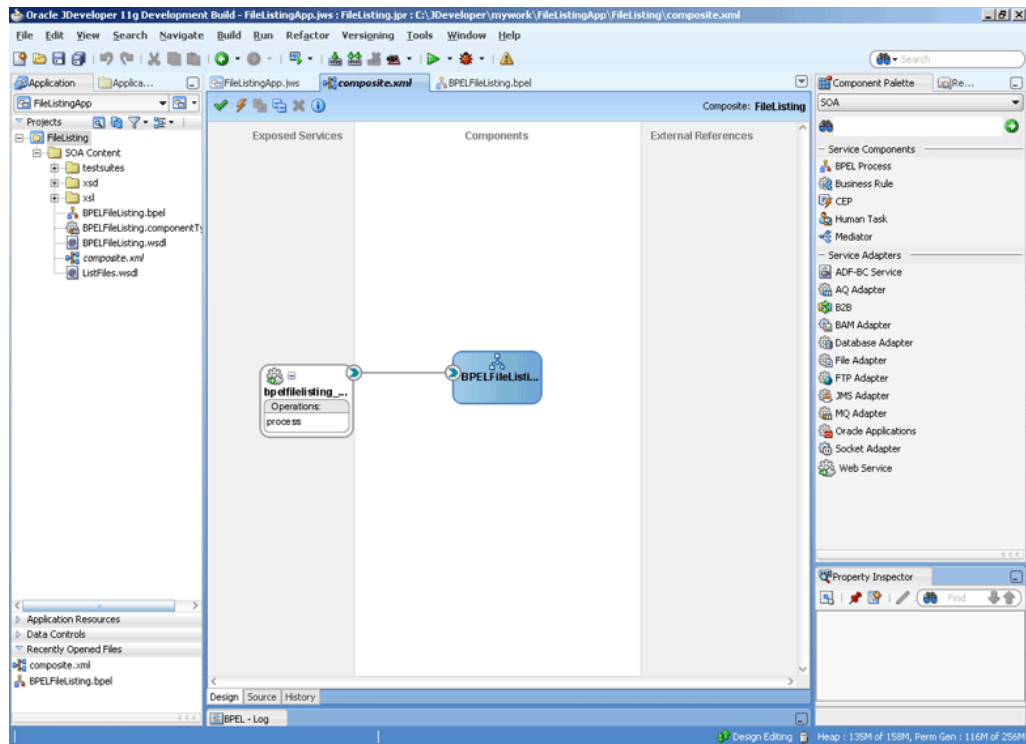 Oracle JDeveloper 11g Development Build - FileListingApp.jws : FileListing.jpr : C:\JDeveloper\mywork\FileListingApp\FileListing\composite.xml
File Edit View Search Navigate Build Run Refactor Versioning Tools Window Help
Search
Application Applica...
FileListingApp
Projects
FileListing
SOA Content
testsuites
xsd
xsl
BPELFileListing.bpel
BPELFileListing.componentTy
BPELFileListing.wsdl
composite.xml
ListFiles.wsdl
Application Resources
Data Controls
Recently Opened Files
composite.xml
BPELFileListing.bpel
FileListingApp.jws composite.xml BPELFileListing.bpel
Composite: FileListing
Exposed Services Components External References
bpelfilelisting_...
Operations:
process
BPELFileListi...
Design Source History
BPEL - Log
Component Palette Re...
SOA
Service Components
BPEL Process
Business Rule
CEP
Human Task
Mediator
Service Adapters
ADF-BC Service
AQ Adapter
B2B
BAM Adapter
Database Adapter
File Adapter
FTP Adapter
JMS Adapter
MQ Adapter
Oracle Applications
Socket Adapter
Web Service
Property Inspector
Find
Design Editing Heap : 135M of 158M, Perm Gen : 116M of 256M